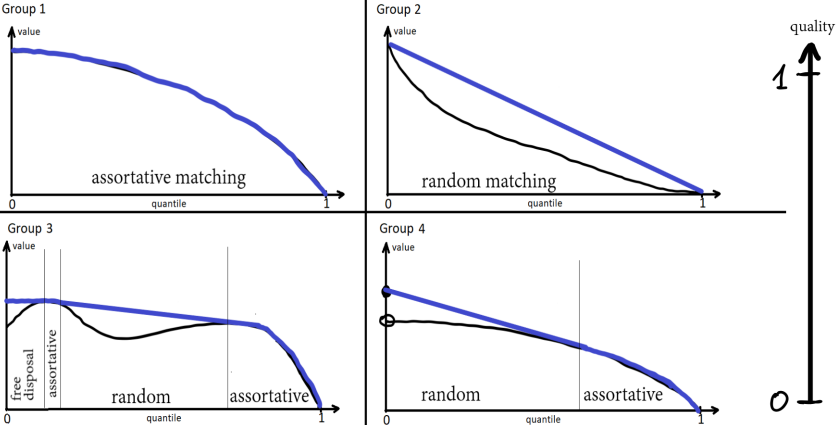 Group 1
value
assortative matching
0
quantile
1
Group 2
value
random matching
0
quantile
1
quality
1
0
Group 3
value
free
disposal
assortative
random
assortative
0
quantile
1
Group 4
value
random
assortative
0
quantile
1